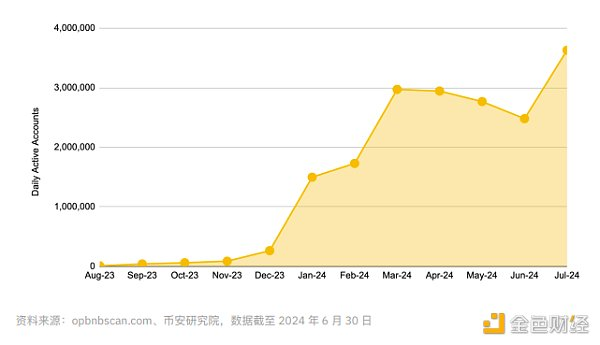 4,000,000
3,000,000
2,000,000
1,000,000
0
Daily Active Accounts
Aug-23 Sep-23 Oct-23 Nov-23 Dec-23 Jan-24 Feb-24 Mar-24 Apr-24 May-24 Jun-24 Jul-24
资料来源：opbnbscan.com、币安研究院，数据截至 2024 年 6 月 30 日
金色财经